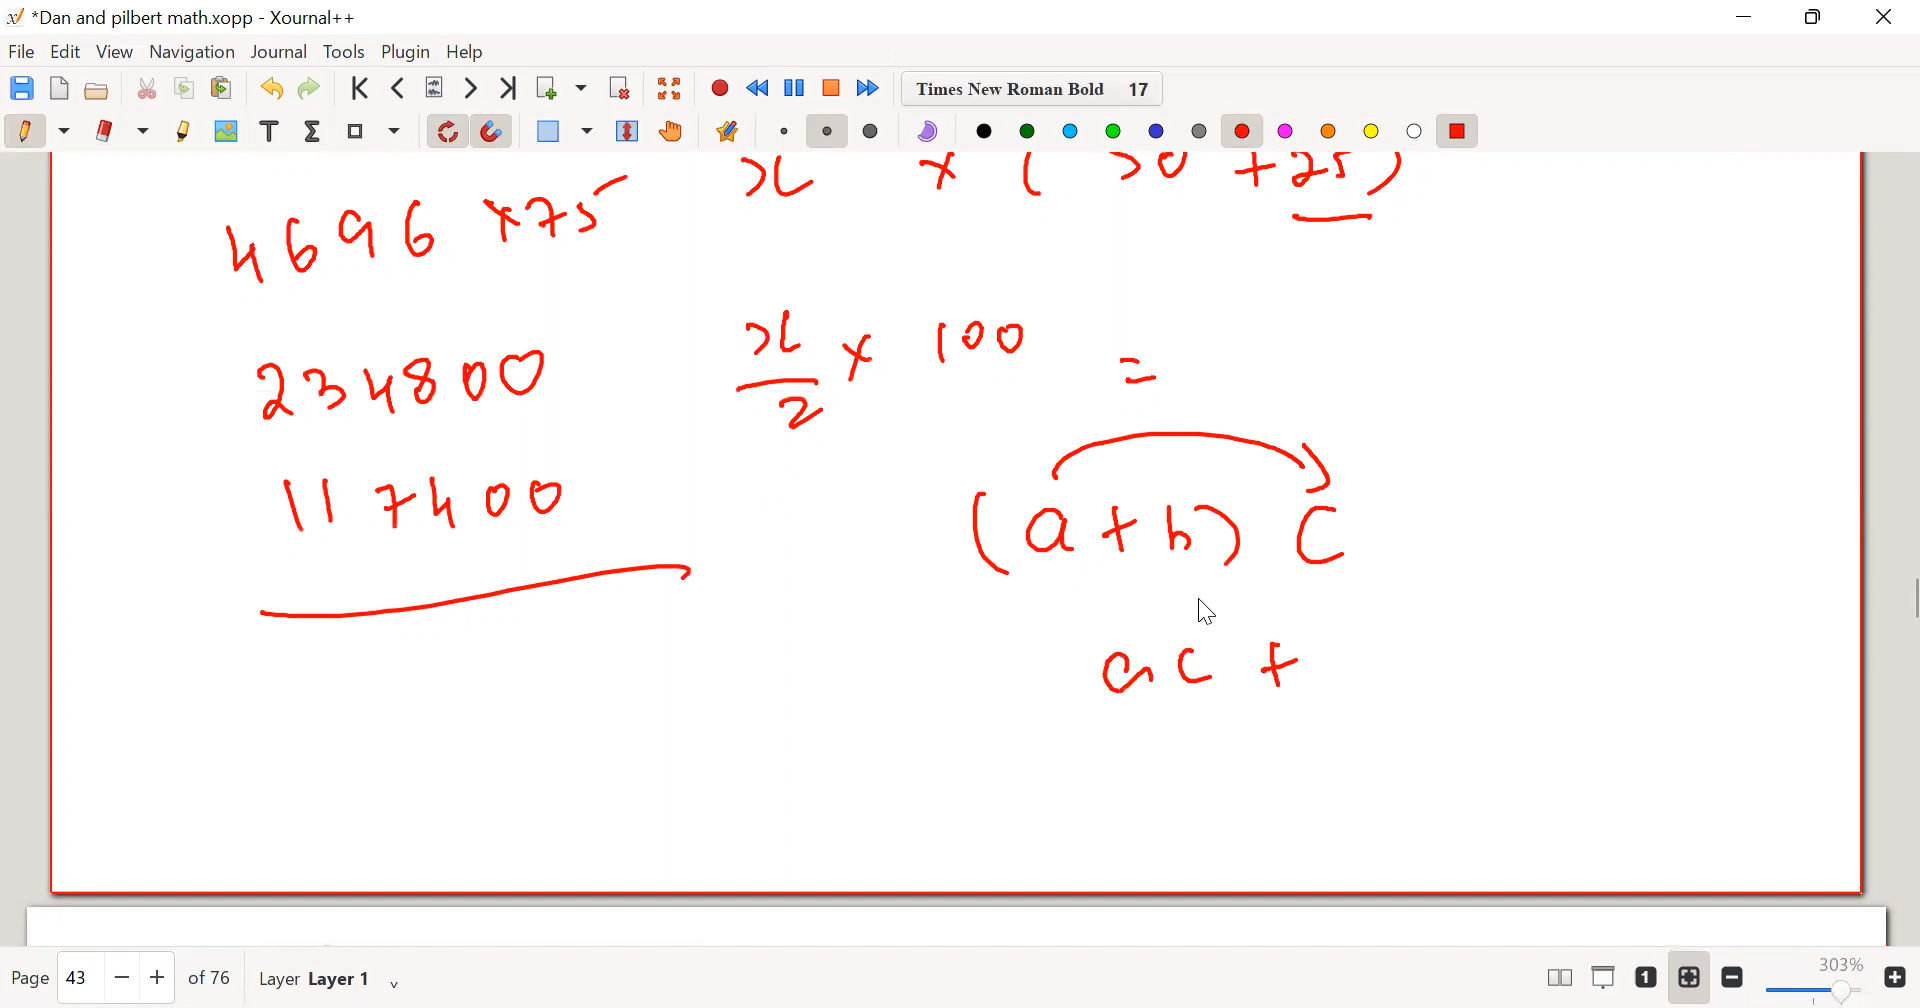 *Dan and pilbert math.xopp - Xournal++
File Edit View Navigation Journal Tools Plugin Help
Times New Roman Bold 17
x × ( 50 + 25 )
4696 × 75
x/2 × 100 =
234800
117400
(a + b) c
ac +
Page 43 of 76 Layer Layer 1 303%